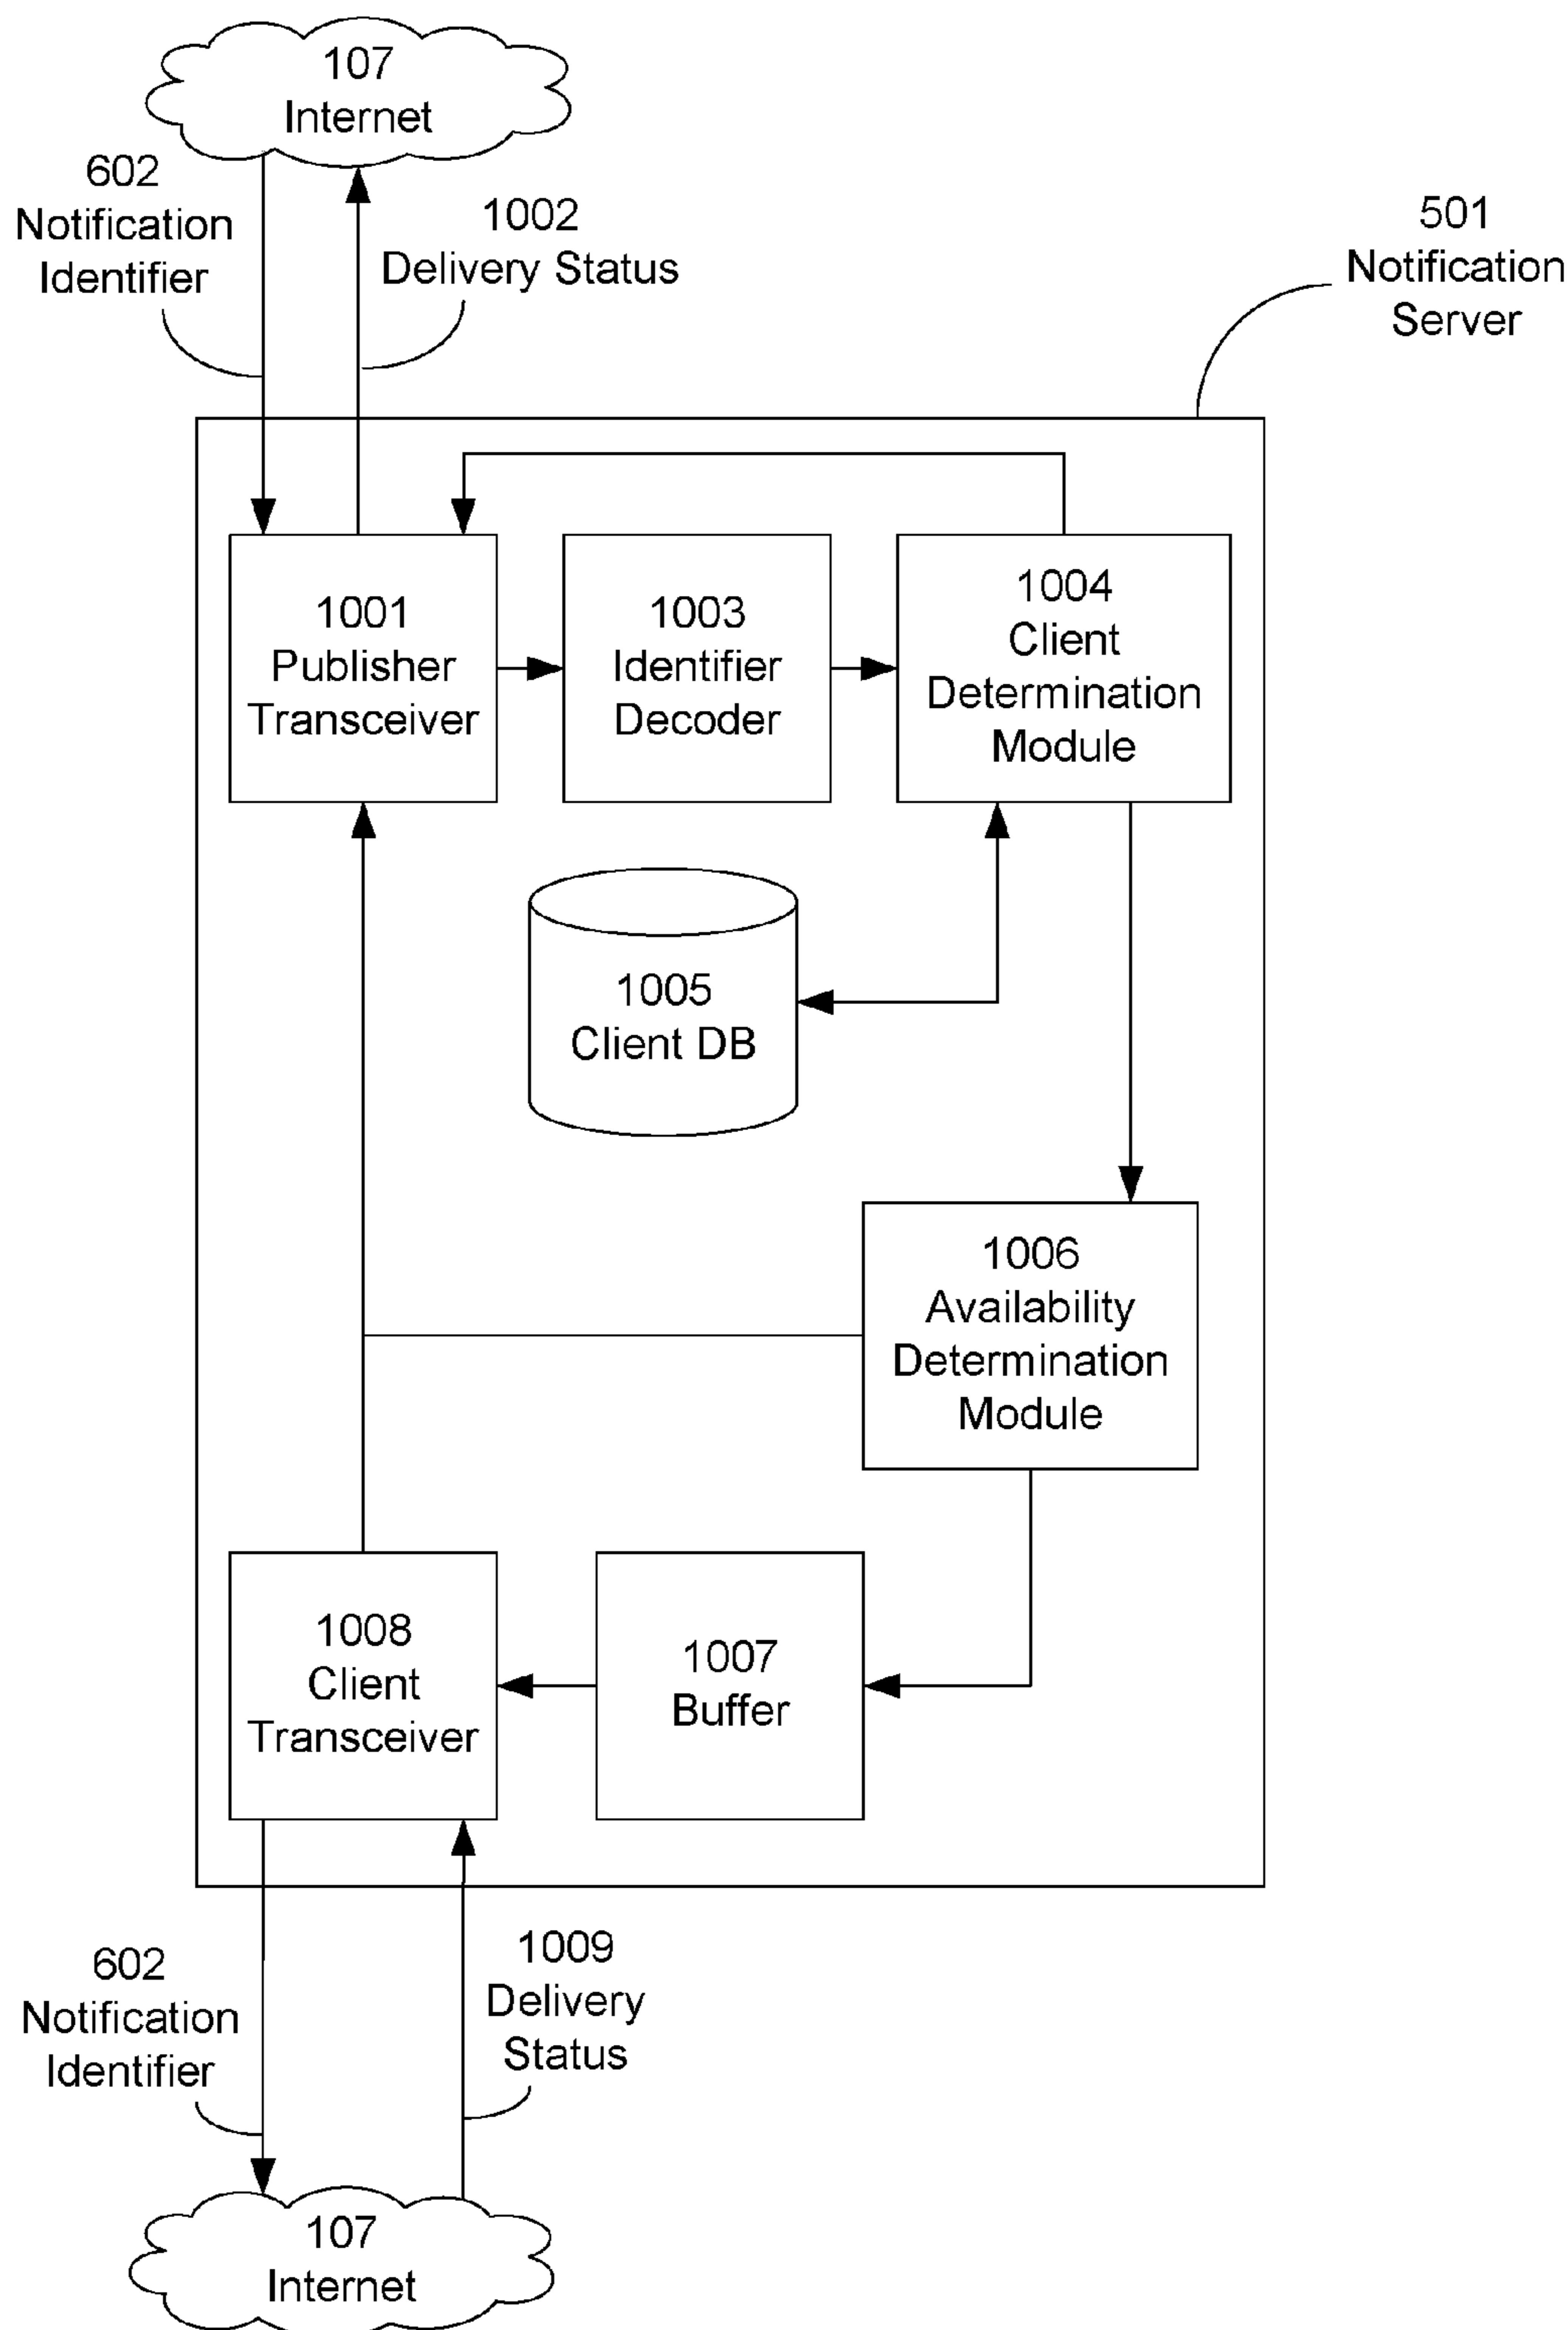 107
Internet
602
Notification
Identifier
1002
Delivery Status
501
Notification
Server
1001
Publisher
Transceiver
1003
Identifier
Decoder
1004
Client
Determination
Module
1005
Client DB
1006
Availability
Determination
Module
1008
Client
Transceiver
1007
Buffer
602
Notification
Identifier
1009
Delivery
Status
107
Internet